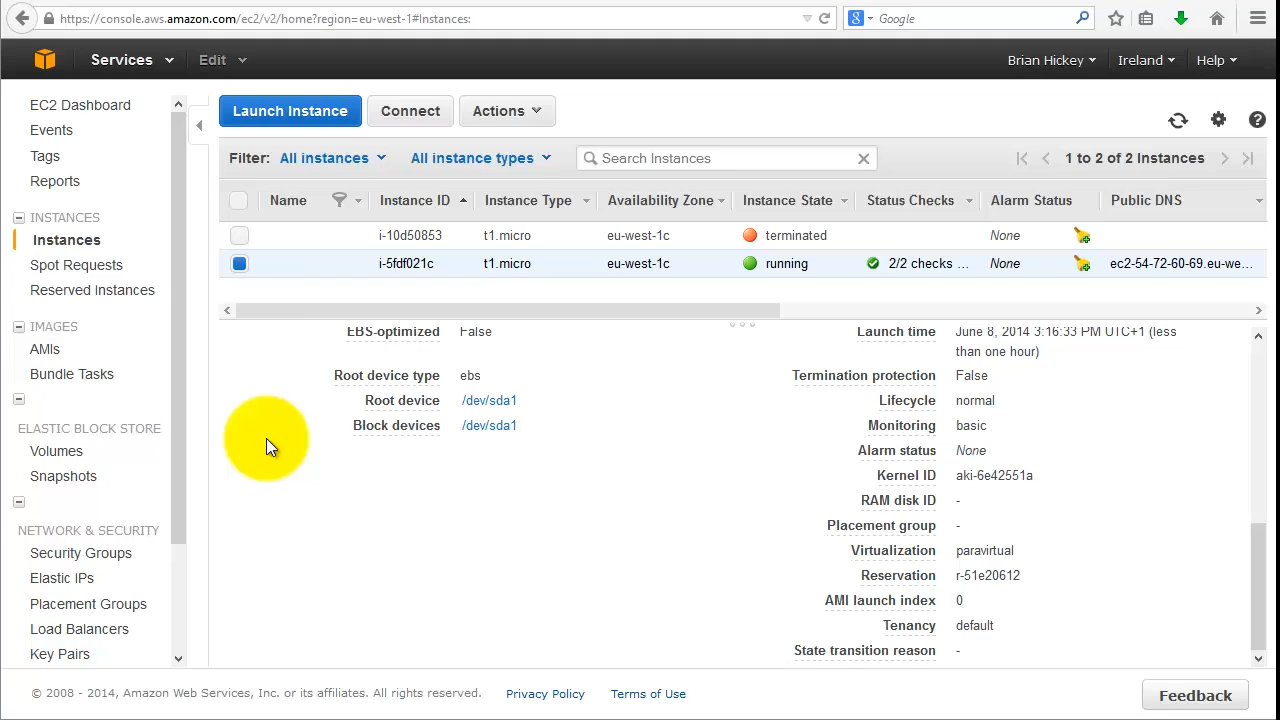 https://console.aws.amazon.com/ec2/v2/home?region=eu-west-1#Instances:
Google
Services Edit Brian Hickey Ireland Help
EC2 Dashboard
Events
Tags
Reports
INSTANCES
Instances
Spot Requests
Reserved Instances
IMAGES
AMIs
Bundle Tasks
ELASTIC BLOCK STORE
Volumes
Snapshots
NETWORK & SECURITY
Security Groups
Elastic IPs
Placement Groups
Load Balancers
Key Pairs
Launch Instance Connect Actions
Filter: All instances All instance types Search Instances 1 to 2 of 2 Instances
Name Instance ID Instance Type Availability Zone Instance State Status Checks Alarm Status Public DNS
i-10d50853 t1.micro eu-west-1c terminated None
i-5fdf021c t1.micro eu-west-1c running 2/2 checks ... None ec2-54-72-60-69.eu-we...
EBS-optimized False
Root device type ebs
Root device /dev/sda1
Block devices /dev/sda1
Launch time June 8, 2014 3:16:33 PM UTC+1 (less
than one hour)
Termination protection False
Lifecycle normal
Monitoring basic
Alarm status None
Kernel ID aki-6e42551a
RAM disk ID -
Placement group -
Virtualization paravirtual
Reservation r-51e20612
AMI launch index 0
Tenancy default
State transition reason -
© 2008 - 2014, Amazon Web Services, Inc. or its affiliates. All rights reserved. Privacy Policy Terms of Use Feedback